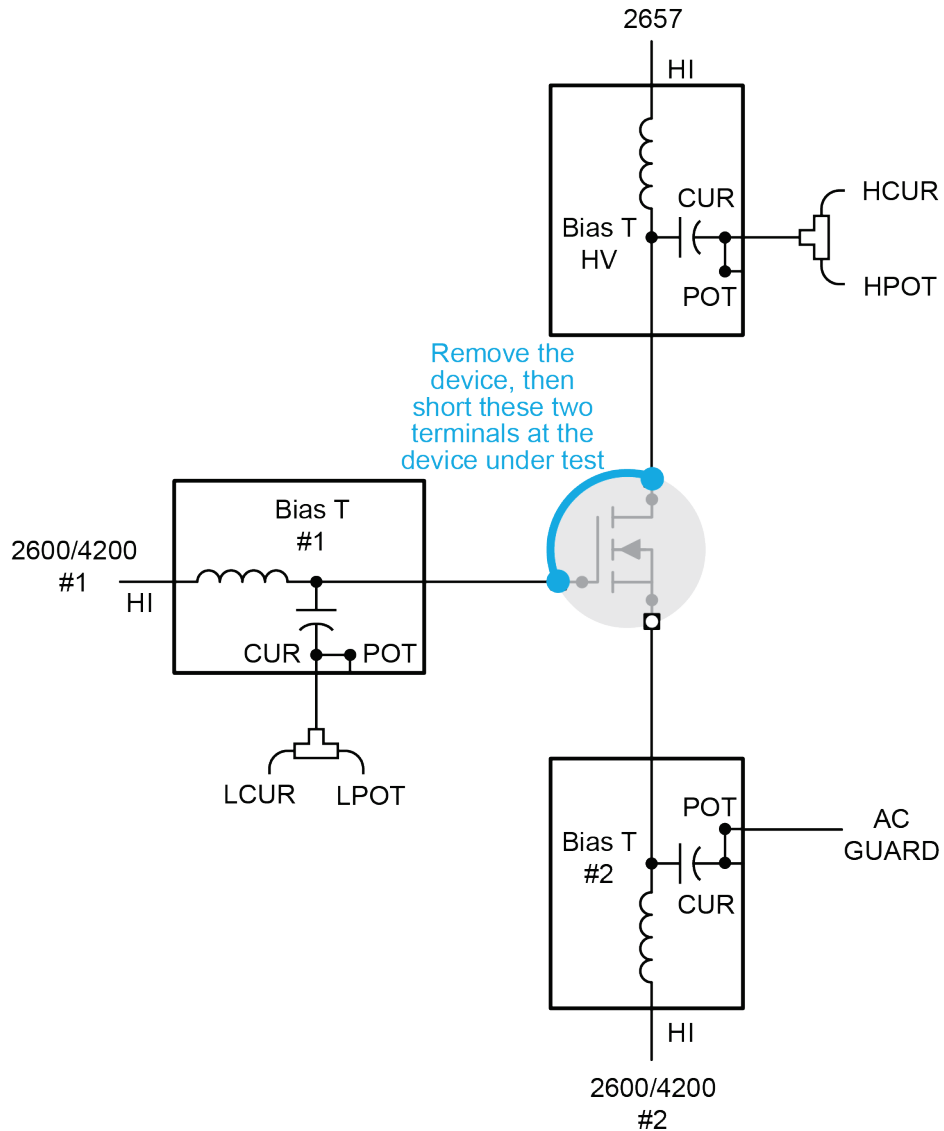 2657
HI
CUR
HCUR
Bias T
HV
POT
HPOT
Remove the
device, then
short these two
terminals at the
device under test
Bias T
#1
2600/4200
#1
HI
CUR
POT
LCUR
LPOT
POT
AC
GUARD
Bias T
#2
CUR
HI
2600/4200
#2